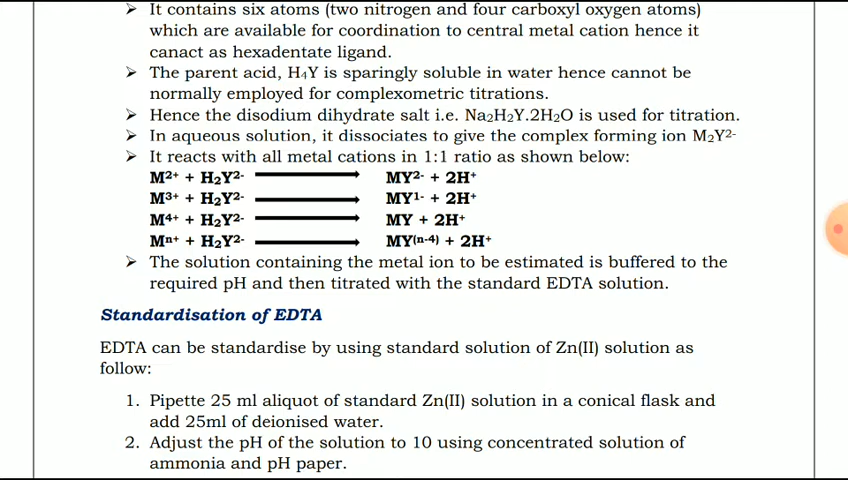 ➢ It contains six atoms (two nitrogen and four carboxyl oxygen atoms)
which are available for coordination to central metal cation hence it
canact as hexadentate ligand.
➢ The parent acid, H₄Y is sparingly soluble in water hence cannot be
normally employed for complexometric titrations.
➢ Hence the disodium dihydrate salt i.e. Na₂H₂Y.2H₂O is used for titration.
➢ In aqueous solution, it dissociates to give the complex forming ion M₂Y²⁻
➢ It reacts with all metal cations in 1:1 ratio as shown below:
M²⁺ + H₂Y²⁻ ⟶ MY²⁻ + 2H⁺
M³⁺ + H₂Y²⁻ ⟶ MY¹⁻ + 2H⁺
M⁴⁺ + H₂Y²⁻ ⟶ MY + 2H⁺
Mⁿ⁺ + H₂Y²⁻ ⟶ MY⁽ⁿ⁻⁴⁾ + 2H⁺
➢ The solution containing the metal ion to be estimated is buffered to the
required pH and then titrated with the standard EDTA solution.
Standardisation of EDTA
EDTA can be standardise by using standard solution of Zn(II) solution as
follow:
1. Pipette 25 ml aliquot of standard Zn(II) solution in a conical flask and
add 25ml of deionised water.
2. Adjust the pH of the solution to 10 using concentrated solution of
ammonia and pH paper.